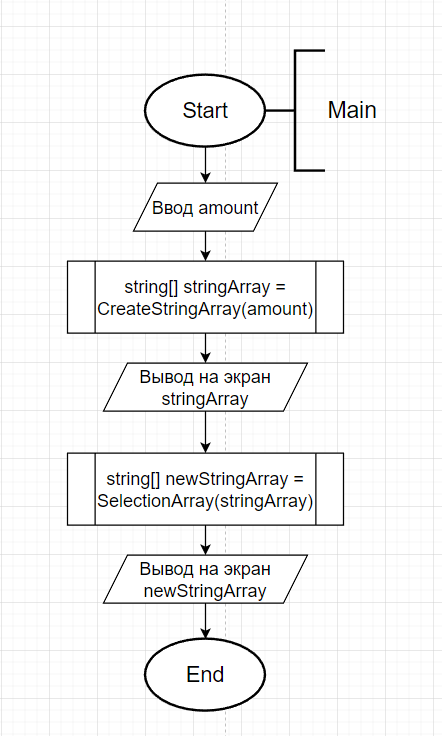 Start
Main
Ввод amount
string[] stringArray =
CreateStringArray(amount)
Вывод на экран
stringArray
string[] newStringArray =
SelectionArray(stringArray)
Вывод на экран
newStringArray
End